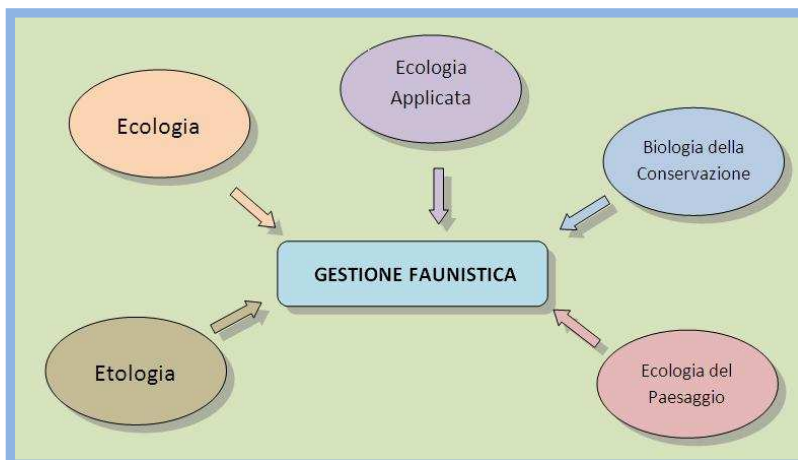 Ecologia
Applicata
Ecologia
Biologia della
Conservazione
GESTIONE FAUNISTICA
Etologia
Ecologia del
Paesaggio